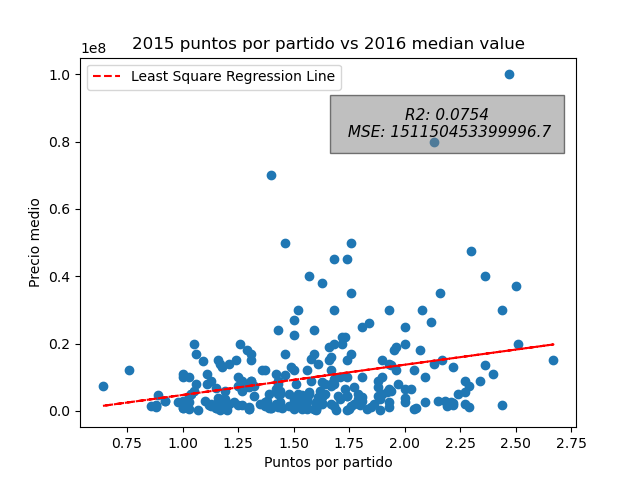 2015 puntos por partido vs 2016 median value
1e8
Least Square Regression Line
R2: 0.0754
MSE: 151150453399996.7
1.0
0.8
0.6
0.4
0.2
0.0
Precio medio
0.75 1.00 1.25 1.50 1.75 2.00 2.25 2.50 2.75
Puntos por partido